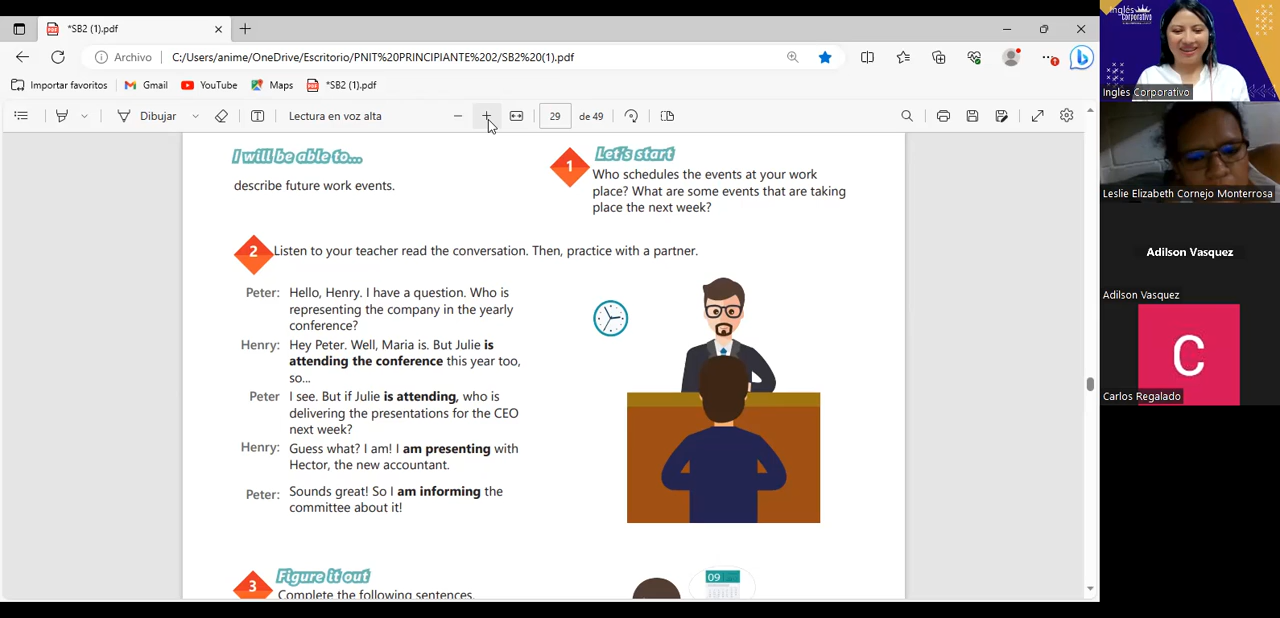 *SB2 (1).pdf
Archivo
C:/Users/anime/OneDrive/Escritorio/PNIT%20PRINCIPIANTE%202/SB2%20(1).pdf
Importar favoritos
Gmail
YouTube
Maps
*SB2 (1).pdf
Dibujar
Lectura en voz alta
29
de 49
I will be able to...
describe future work events.
1
Let's start
Who schedules the events at your work
place? What are some events that are taking
place the next week?
2
Listen to your teacher read the conversation. Then, practice with a partner.
Peter: Hello, Henry. I have a question. Who is
representing the company in the yearly
conference?
Henry: Hey Peter. Well, Maria is. But Julie is
attending the conference this year too,
so...
Peter I see. But if Julie is attending, who is
delivering the presentations for the CEO
next week?
Henry: Guess what? I am! I am presenting with
Hector, the new accountant.
Peter: Sounds great! So I am informing the
committee about it!
3
Figure it out
Complete the following sentences.
09
Inglés
Corporativo
Ingles Corporativo
Leslie Elizabeth Cornejo Monterrosa
Adilson Vasquez
Adilson Vasquez
C
Carlos Regalado